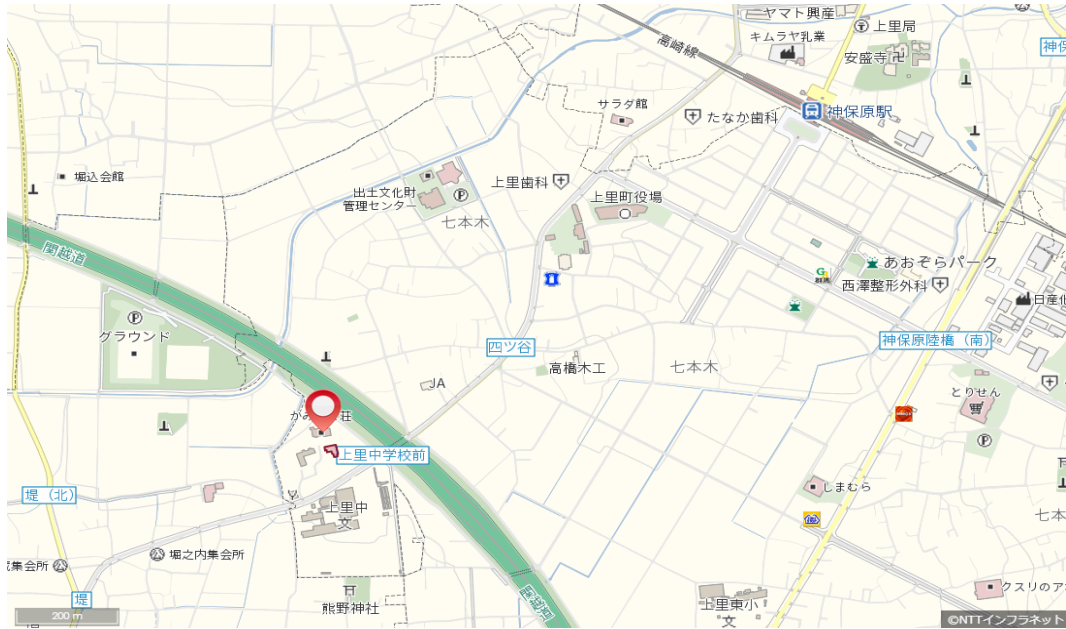 ヤマト興産
上里局
キムラヤ乳業
高崎線
安盛寺
サラダ館
たなか歯科
神保原駅
堀込会館
出土文化財
管理センター
上里歯科
上里町役場
七本木
関越道
あおぞらパーク
西澤整形外科
グラウンド
四ツ谷
高橋木工
七本木
神保原陸橋（南）
JA
とりせん
上里中学校前
堤（北）
上里中
しまむら
堀之内集会所
集会所
堤
熊野神社
関越道
上里東小
クスリのア
200 m
©NTTインフラネット